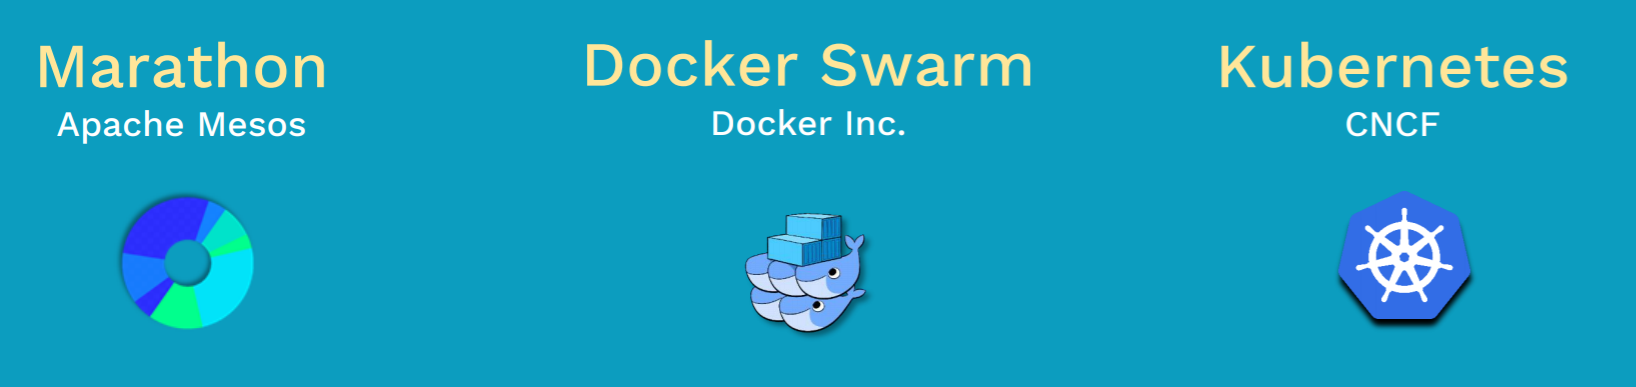 Marathon
Apache Mesos
Docker Swarm
Docker Inc.
Kubernetes
CNCF